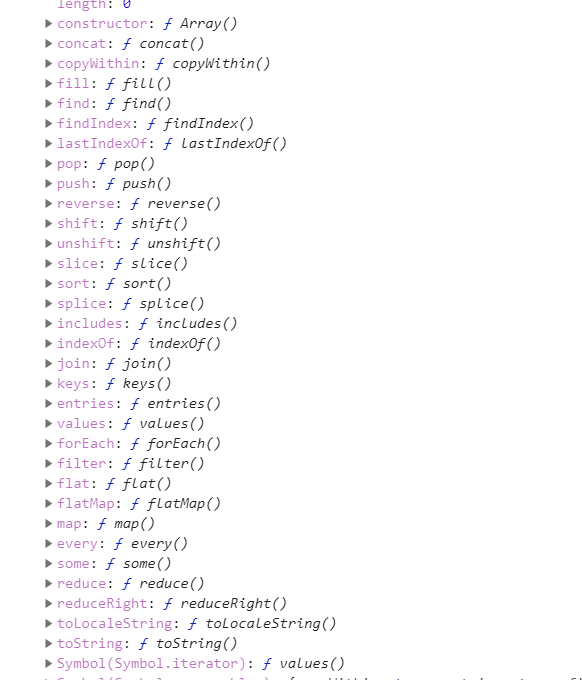 length: 0
▶constructor: ƒ Array()
▶concat: ƒ concat()
▶copyWithin: ƒ copyWithin()
▶fill: ƒ fill()
▶find: ƒ find()
▶findIndex: ƒ findIndex()
▶lastIndexOf: ƒ lastIndexOf()
▶pop: ƒ pop()
▶push: ƒ push()
▶reverse: ƒ reverse()
▶shift: ƒ shift()
▶unshift: ƒ unshift()
▶slice: ƒ slice()
▶sort: ƒ sort()
▶splice: ƒ splice()
▶includes: ƒ includes()
▶indexOf: ƒ indexOf()
▶join: ƒ join()
▶keys: ƒ keys()
▶entries: ƒ entries()
▶values: ƒ values()
▶forEach: ƒ forEach()
▶filter: ƒ filter()
▶flat: ƒ flat()
▶flatMap: ƒ flatMap()
▶map: ƒ map()
▶every: ƒ every()
▶some: ƒ some()
▶reduce: ƒ reduce()
▶reduceRight: ƒ reduceRight()
▶toLocaleString: ƒ toLocaleString()
▶toString: ƒ toString()
▶Symbol(Symbol.iterator): ƒ values()